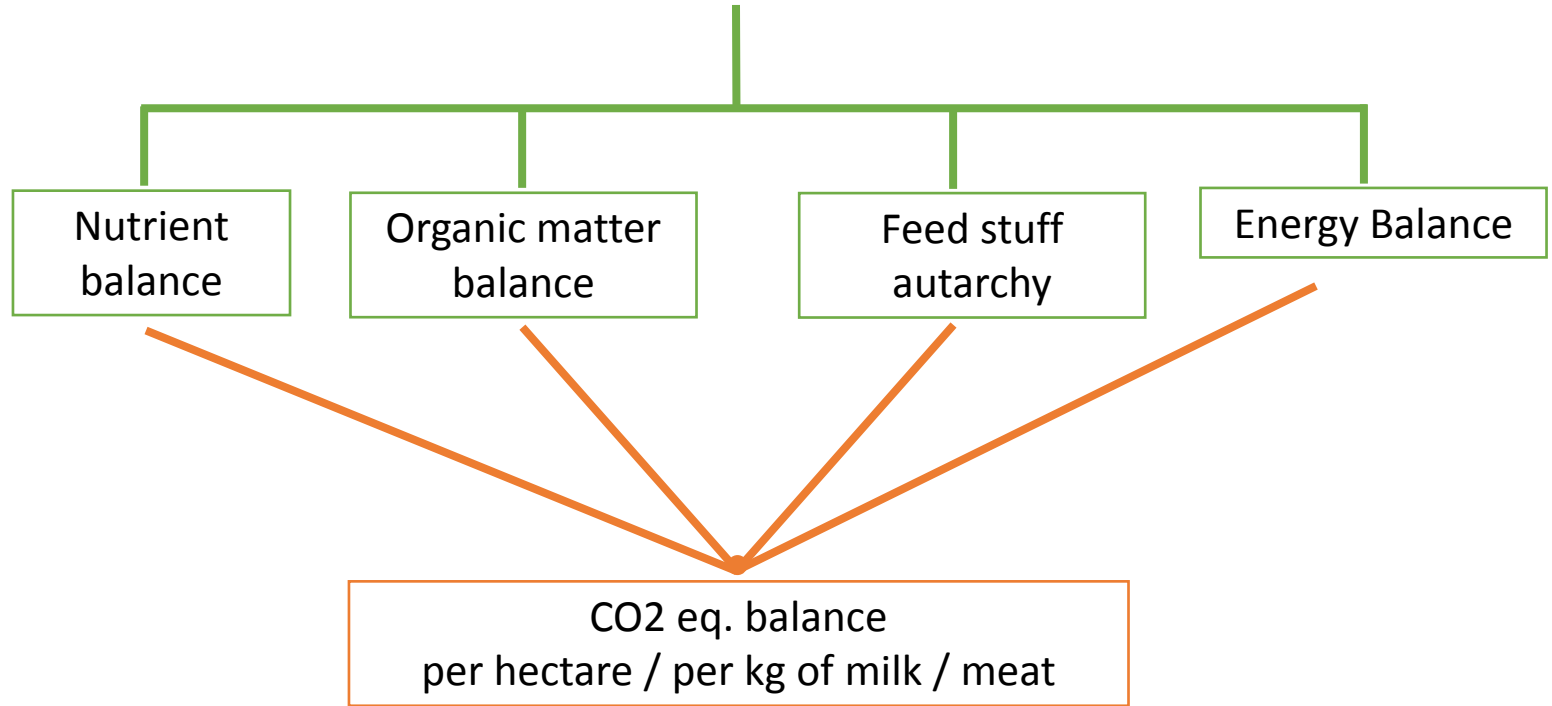 Nutrient
balance
Organic matter
balance
Feed stuff
autarchy
Energy Balance
CO2 eq. balance
per hectare / per kg of milk / meat